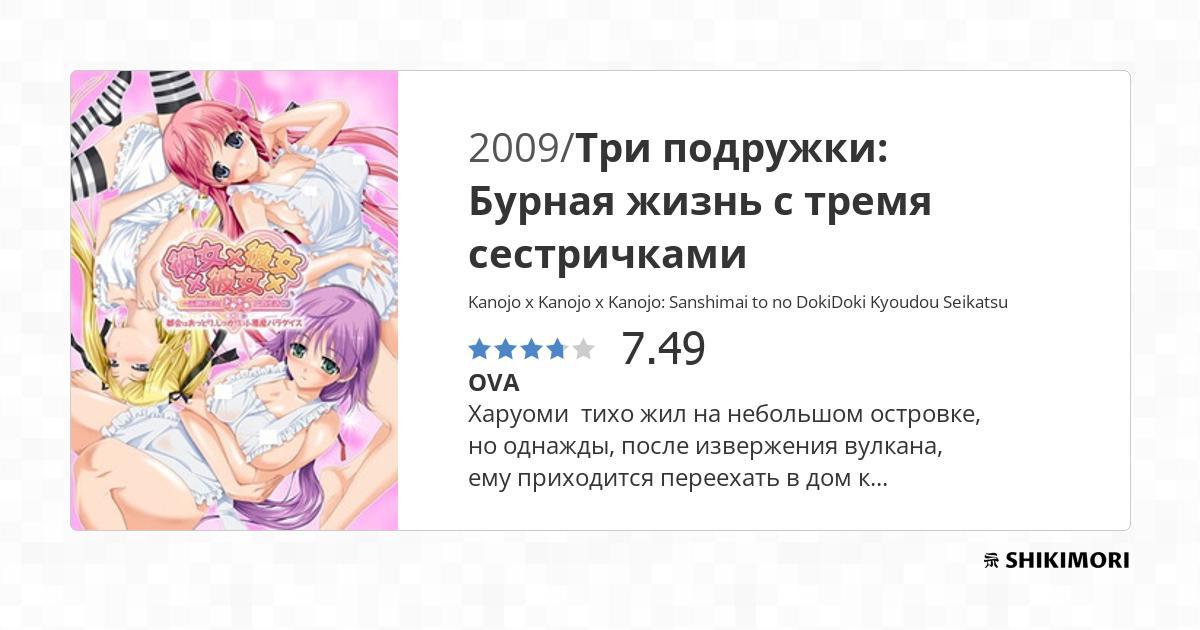 2009/Три подружки:
Бурная жизнь с тремя
сестричками
Kanojo x Kanojo x Kanojo: Sanshimai to no DokiDoki Kyoudou Seikatsu
7.49
OVA
Харуоми тихо жил на небольшом островке,
но однажды, после извержения вулкана,
ему приходится переехать в дом к...
彼女×彼女
×彼女×
SHIKIMORI